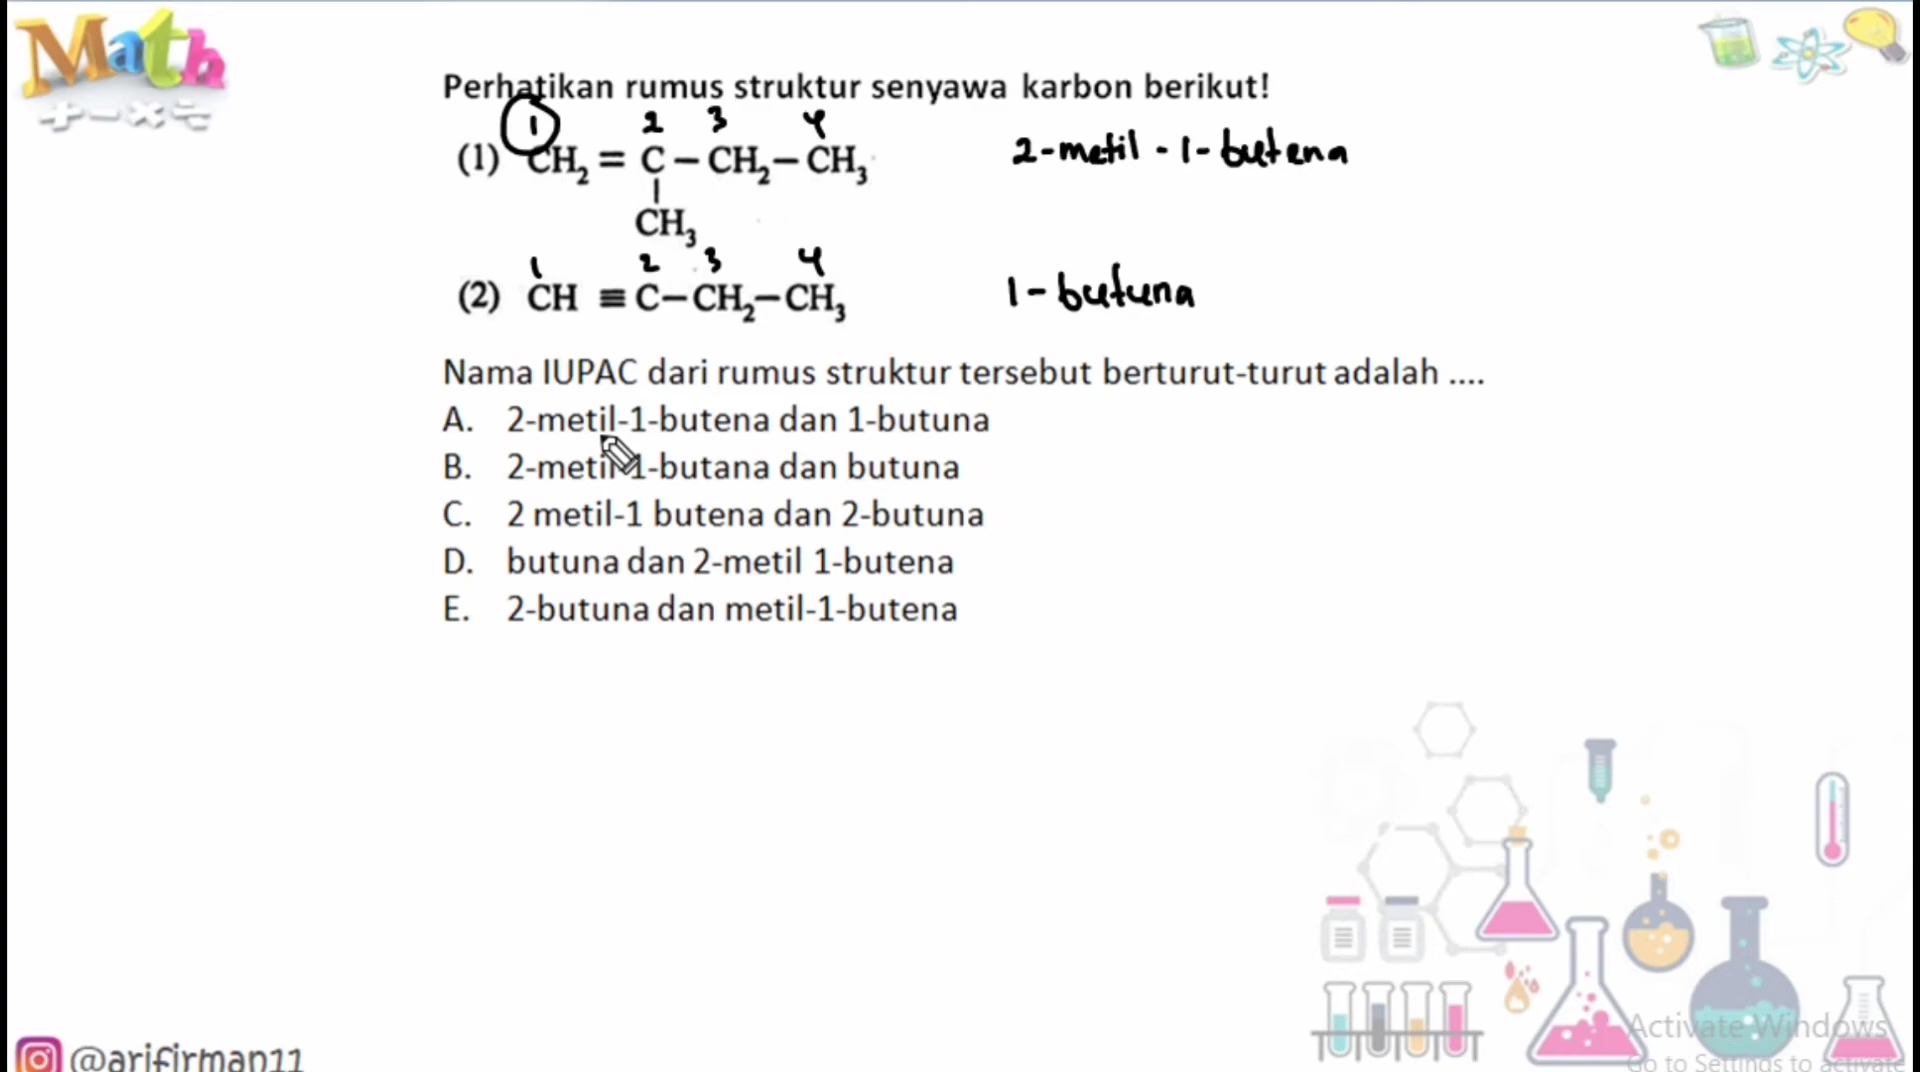 Math
+ − × ÷
Perhatikan rumus struktur senyawa karbon berikut!
1 2 3 4
(1) CH₂ = C − CH₂ − CH₃ 2-metil - 1- butena
|
CH₃
1 2 3 4
(2) CH ≡ C − CH₂ − CH₃ 1 - butuna
Nama IUPAC dari rumus struktur tersebut berturut-turut adalah ....
A. 2-metil-1-butena dan 1-butuna
B. 2-metil-1-butana dan butuna
C. 2 metil-1 butena dan 2-butuna
D. butuna dan 2-metil 1-butena
E. 2-butuna dan metil-1-butena
Activate Windows
Go to Settings to activate
@arifirman11